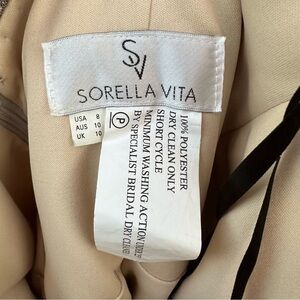 SV
SORELLA VITA
USA 8
AUS 10
UK 10
P
100% POLYESTER
DRY CLEAN ONLY
SHORT CYCLE
MINIMUM WASHING ACTION
BY SPECIALIST BRIDAL DRY CLEANER